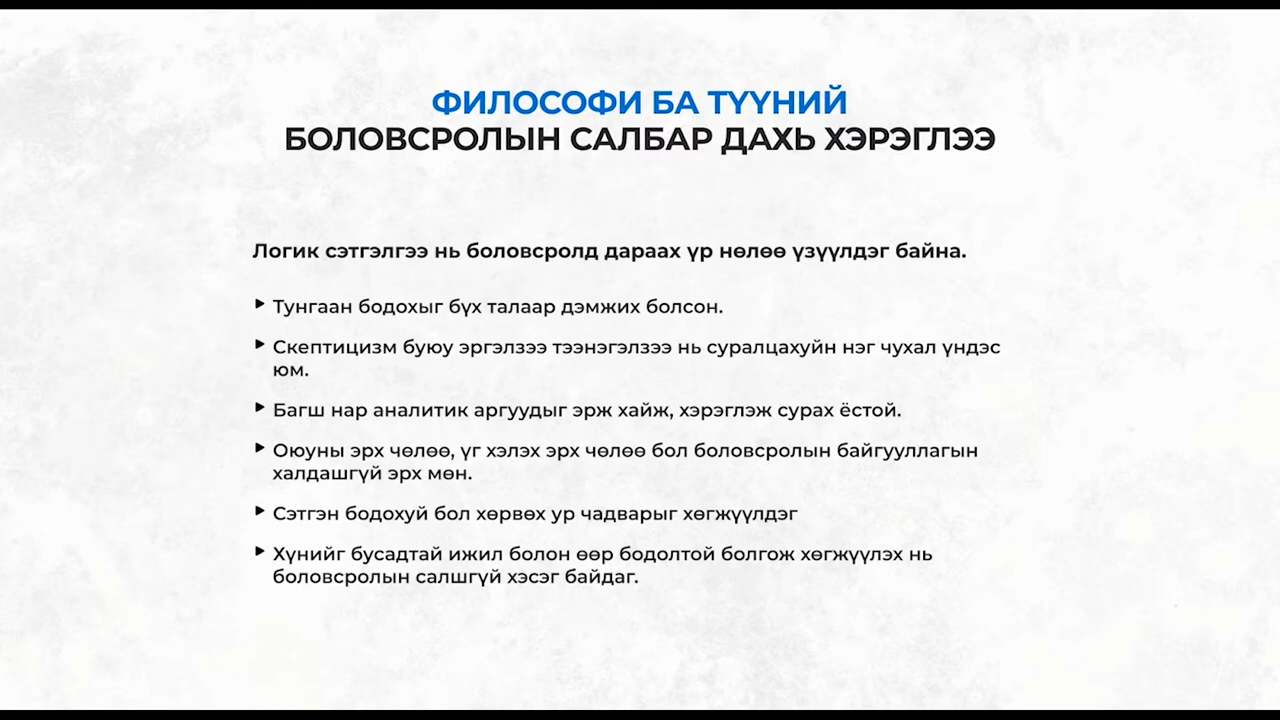 ФИЛОСОФИ БА ТҮҮНИЙ
БОЛОВСРОЛЫН САЛБАР ДАХЬ ХЭРЭГЛЭЭ
Логик сэтгэлгээ нь боловсролд дараах үр нөлөө үзүүлдэг байна.
Тунгаан бодохыг бүх талаар дэмжих болсон.
Скептицизм буюу эргэлзээ тээнэгэлзээ нь суралцахуйн нэг чухал үндэс
юм.
Багш нар аналитик аргуудыг эрж хайж, хэрэглэж сурах ёстой.
Оюуны эрх чөлөө, үг хэлэх эрх чөлөө бол боловсролын байгууллагын
халдашгүй эрх мөн.
Сэтгэн бодохуй бол хөрвөх ур чадварыг хөгжүүлдэг
Хүнийг бусадтай ижил болон өөр бодолтой болгож хөгжүүлэх нь
боловсролын салшгүй хэсэг байдаг.